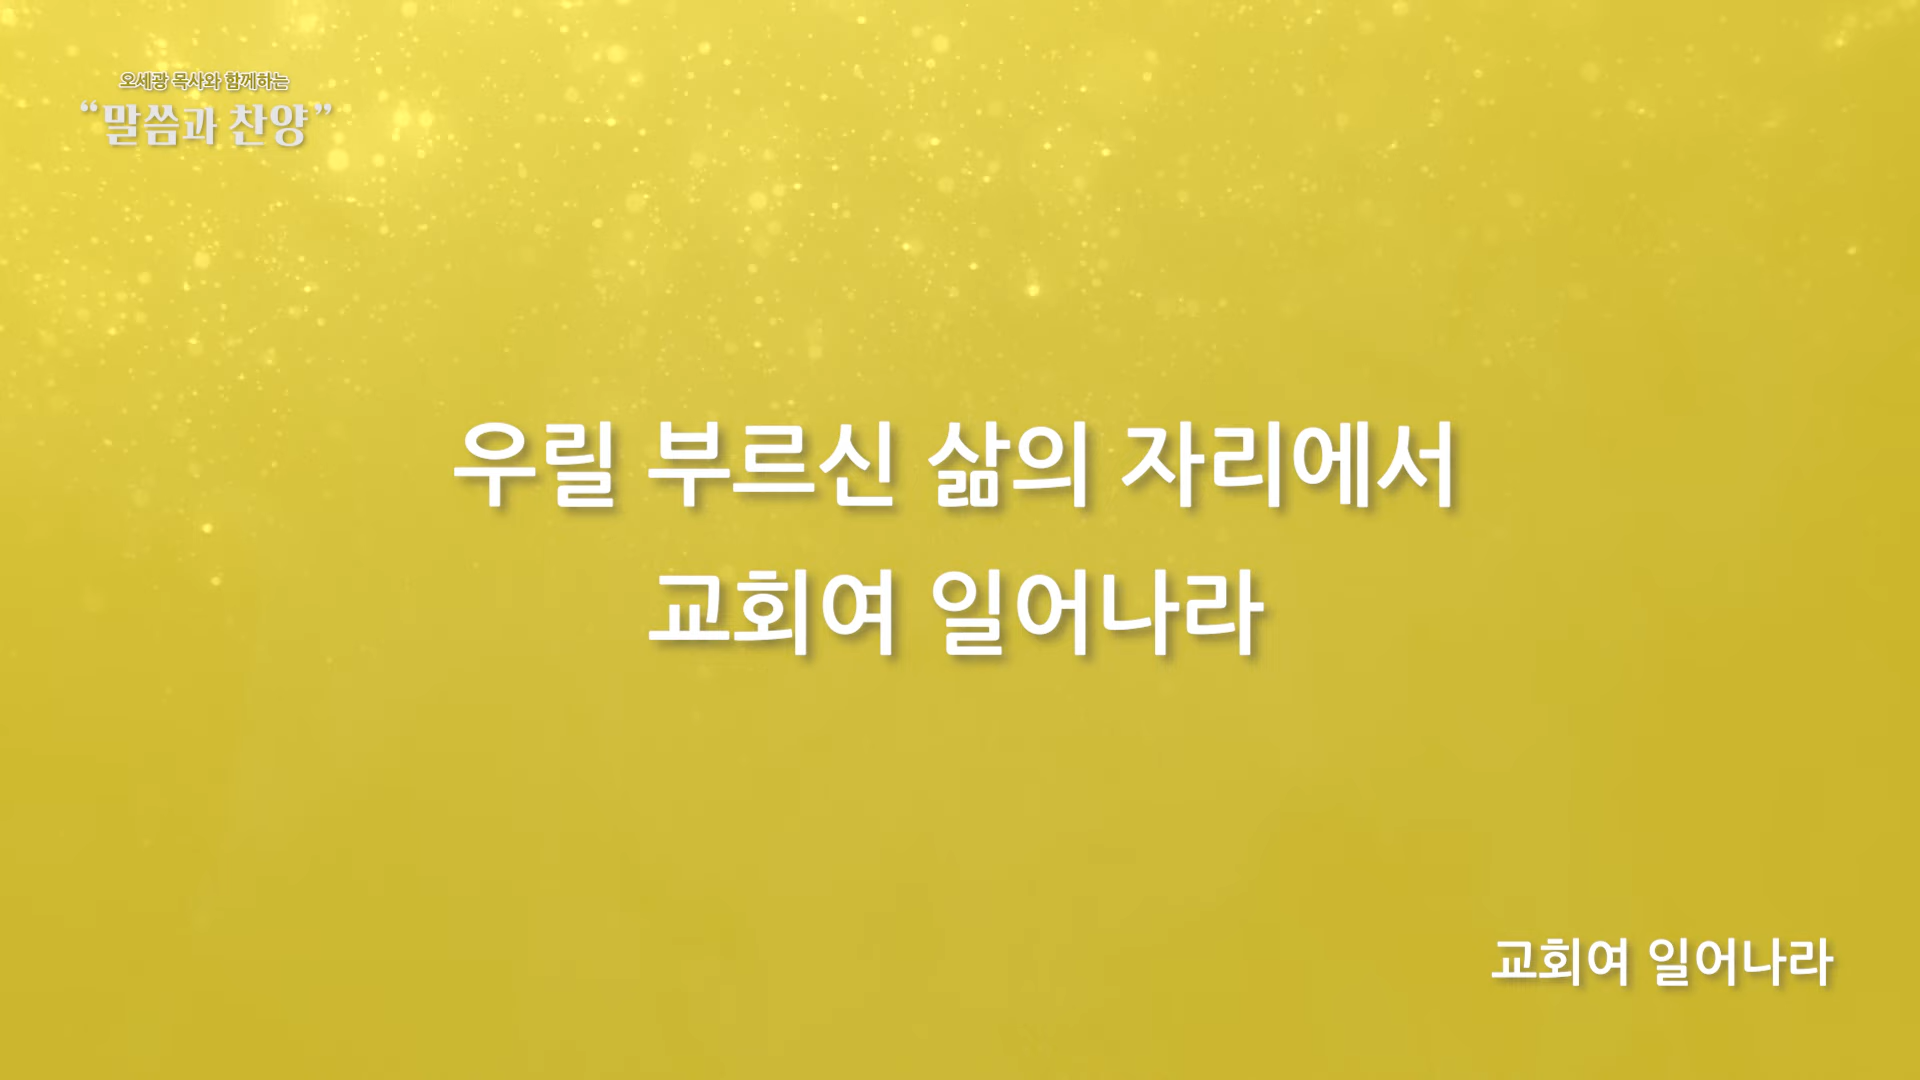 오세광 목사와 함께하는
“말씀과 찬양”
우릴 부르신 삶의 자리에서
교회여 일어나라
교회여 일어나라